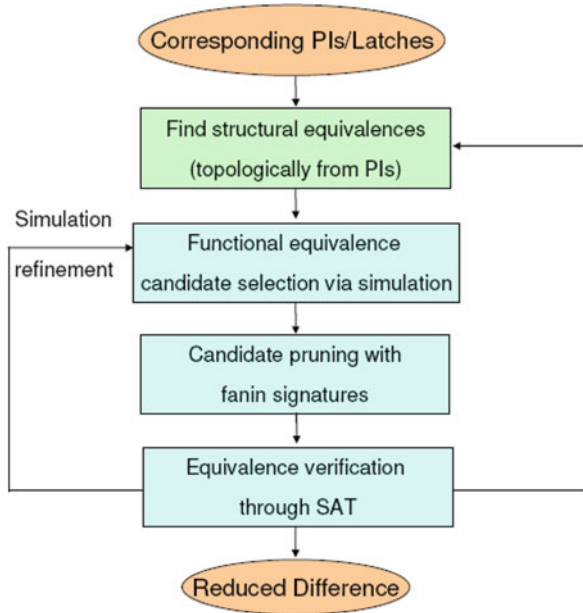 Corresponding PIs/Latches
Find structural equivalences
(topologically from PIs)
Simulation
refinement
Functional equivalence
candidate selection via simulation
Candidate pruning with
fanin signatures
Equivalence verification
through SAT
Reduced Difference